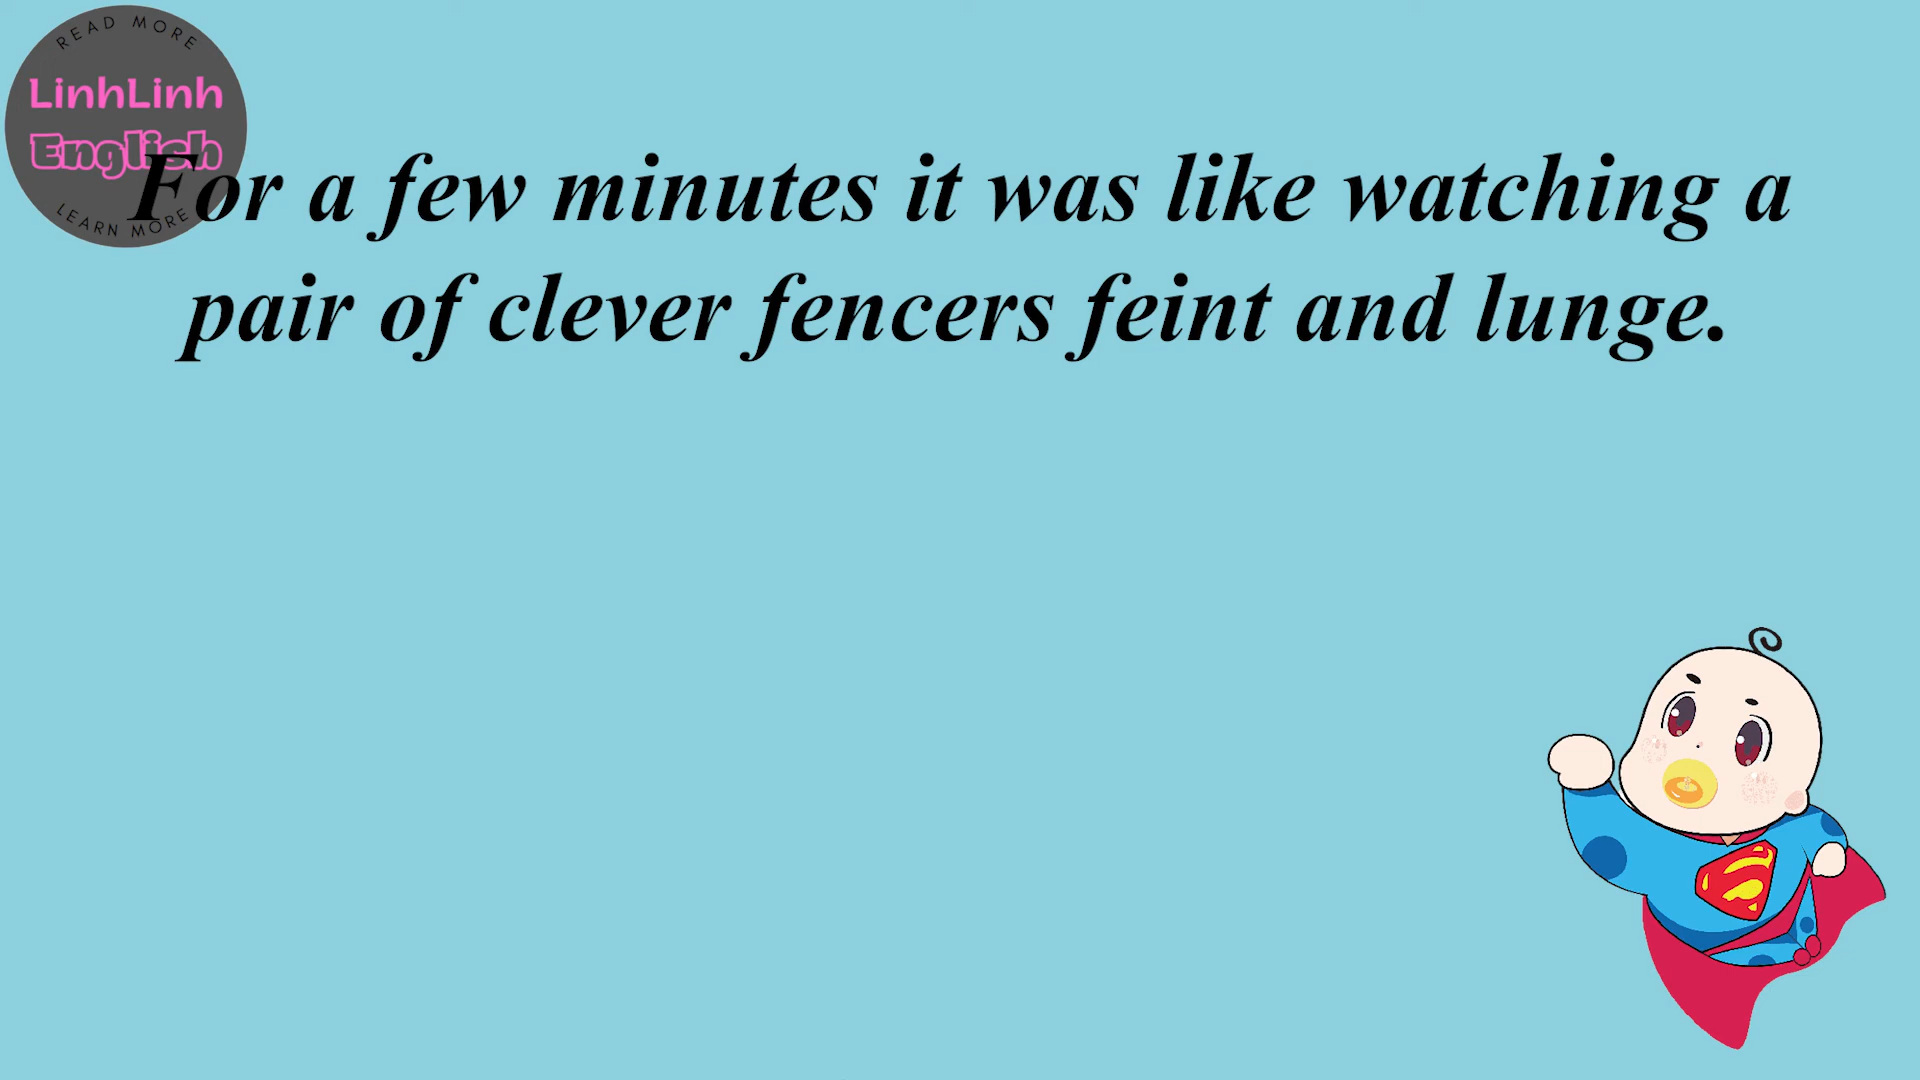 READ MORE
LinhLinh
English
LEARN MORE
For a few minutes it was like watching a
pair of clever fencers feint and lunge.